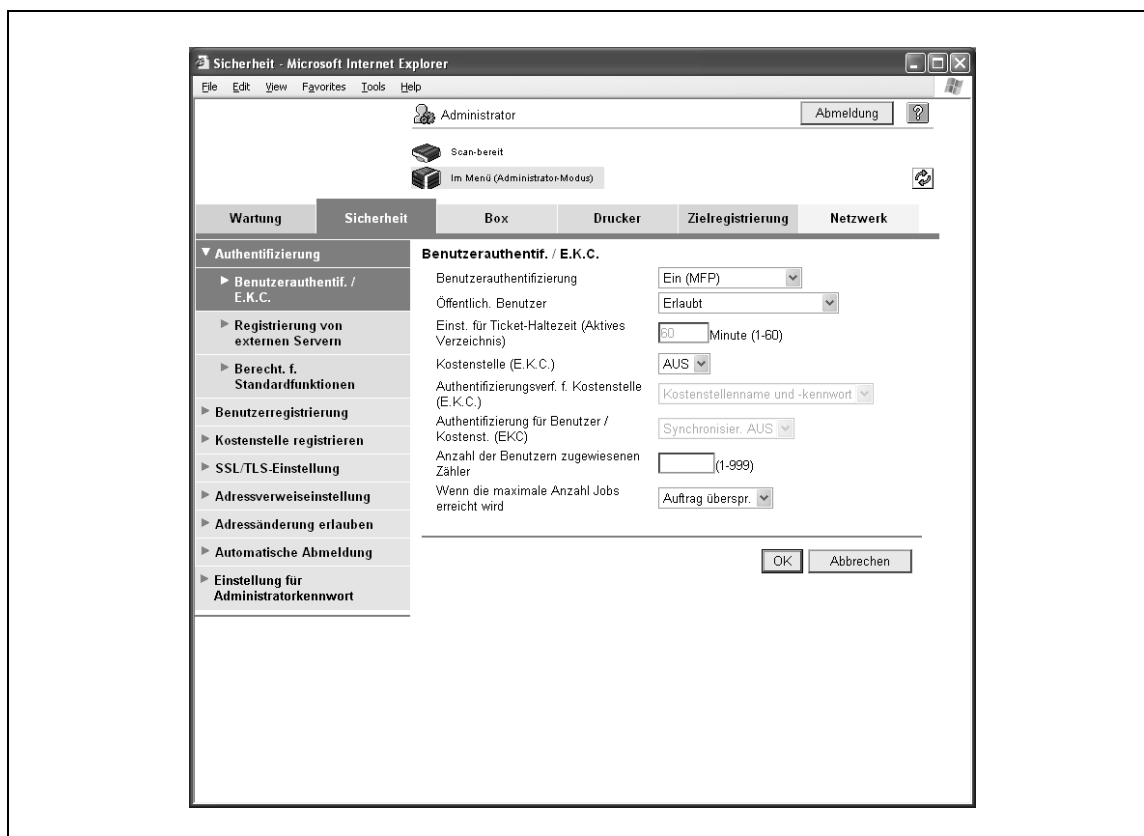 Sicherheit - Microsoft Internet Explorer
File Edit View Favorites Tools Help
Administrator
Abmeldung
?
Scan-bereit
Im Menü (Administrator-Modus)
Wartung Sicherheit Box Drucker Zielregistrierung Netzwerk
Authentifizierung
Benutzerauthentif. /
E.K.C.
Registrierung von
externen Servern
Berecht. f.
Standardfunktionen
Benutzerregistrierung
Kostenstelle registrieren
SSL/TLS-Einstellung
Adressverweiseinstellung
Adressänderung erlauben
Automatische Abmeldung
Einstellung für
Administratorkennwort
Benutzerauthentif. / E.K.C.
Benutzerauthentifizierung Ein (MFP)
Öffentlich. Benutzer Erlaubt
Einst. für Ticket-Haltezeit (Aktives
Verzeichnis)
60 Minute (1-60)
Kostenstelle (E.K.C.) AUS
Authentifizierungsverf. f. Kostenstelle
(E.K.C.)
Kostenstellenname und -kennwort
Authentifizierung für Benutzer /
Kostenst. (EKC)
Synchronisier. AUS
Anzahl der Benutzern zugewiesenen
Zähler
(1-999)
Wenn die maximale Anzahl Jobs
erreicht wird
Auftrag überspr.
OK Abbrechen